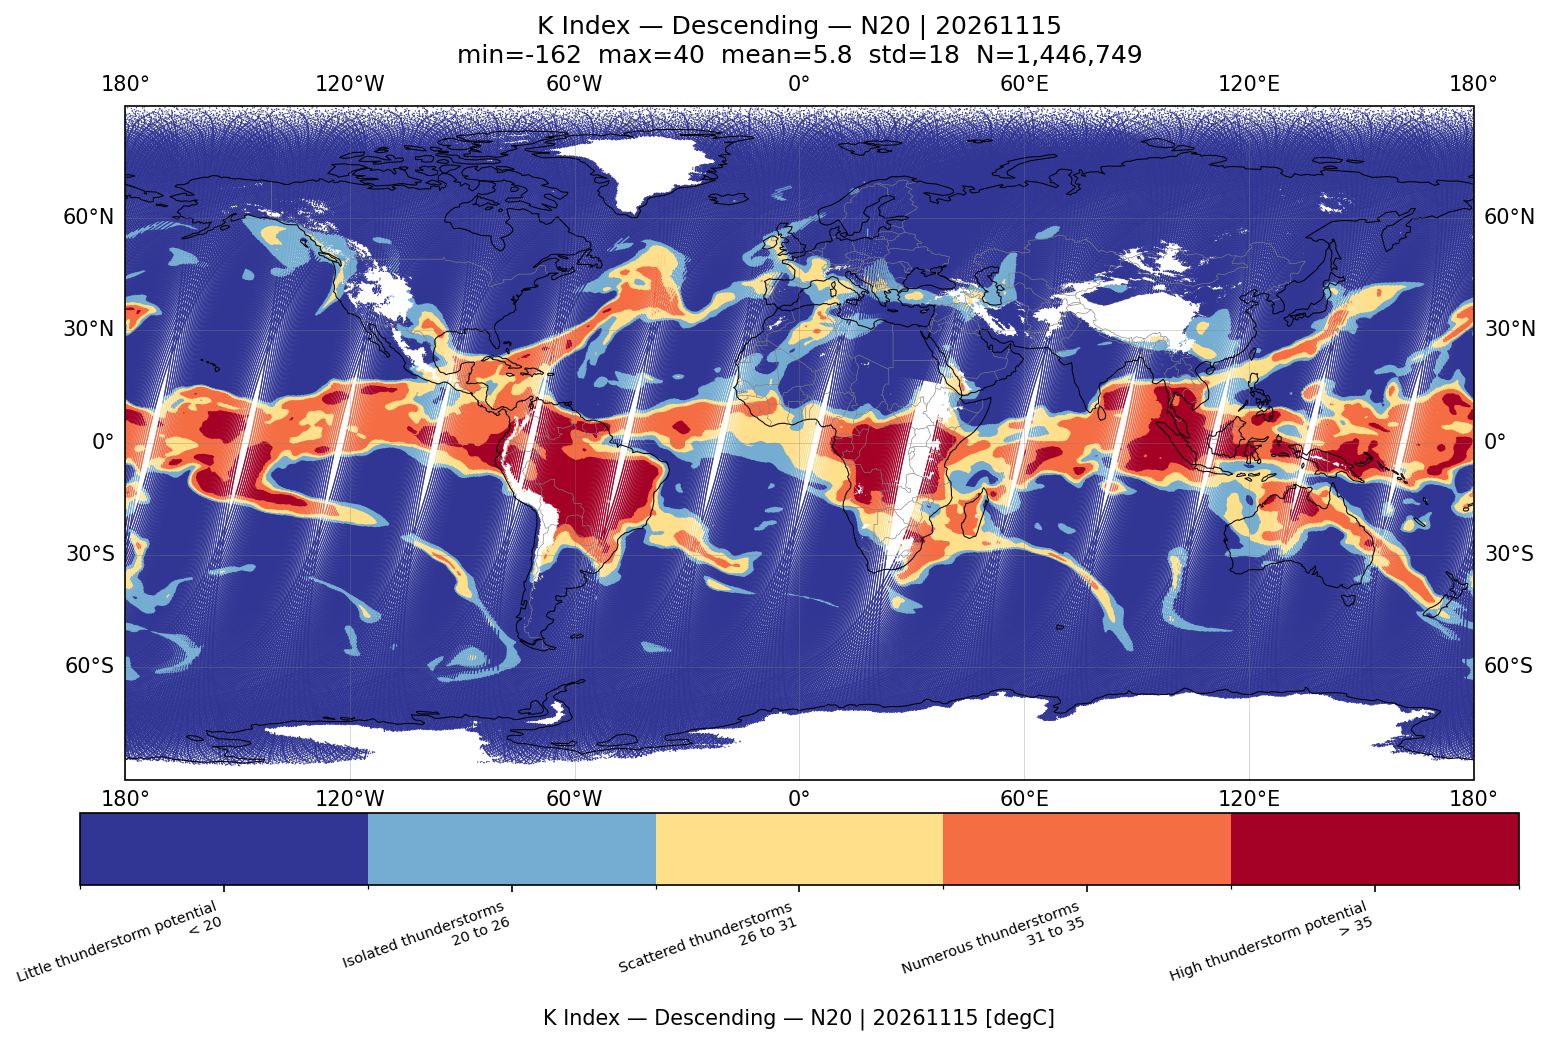 K Index — Descending — N20 | 20261115
min=-162 max=40 mean=5.8 std=18 N=1,446,749
180° 120°W 60°W 0° 60°E 120°E 180°
60°N 60°N
30°N 30°N
0° 0°
30°S 30°S
60°S 60°S
180° 120°W 60°W 0° 60°E 120°E 180°
Little thunderstorm potential
< 20
Isolated thunderstorms
20 to 26
Scattered thunderstorms
26 to 31
Numerous thunderstorms
31 to 35
High thunderstorm potential
> 35
K Index — Descending — N20 | 20261115 [degC]